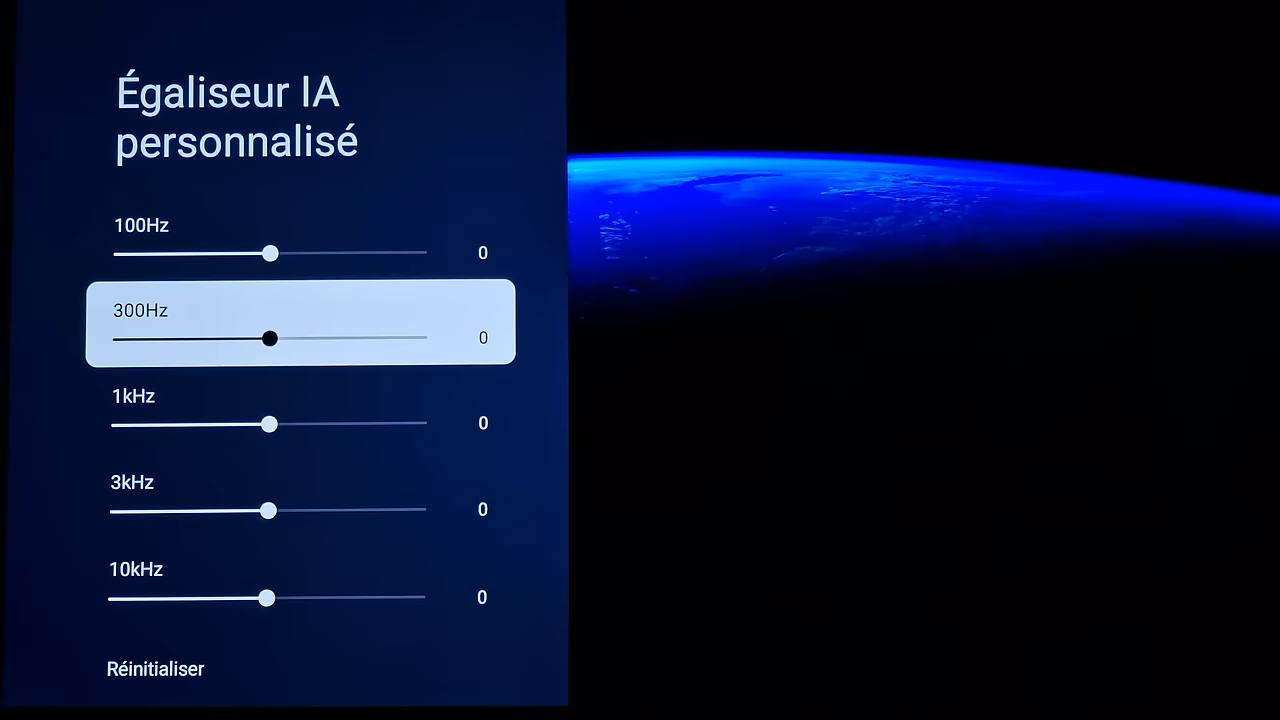 Égaliseur IA
personnalisé
100Hz
0
300Hz
0
1kHz
0
3kHz
0
10kHz
0
Réinitialiser